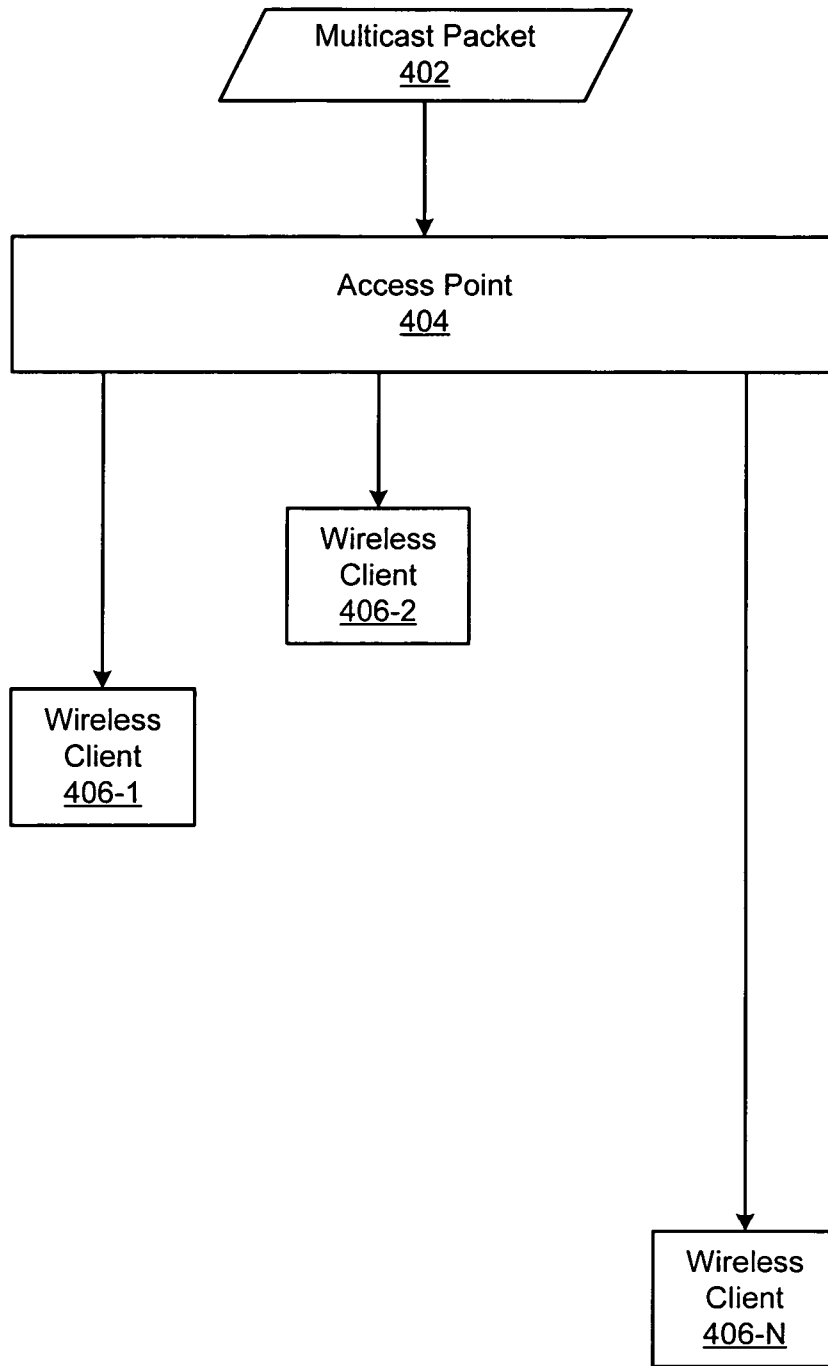 Multicast Packet
402
Access Point
404
Wireless
Client
406-2
Wireless
Client
406-1
Wireless
Client
406-N